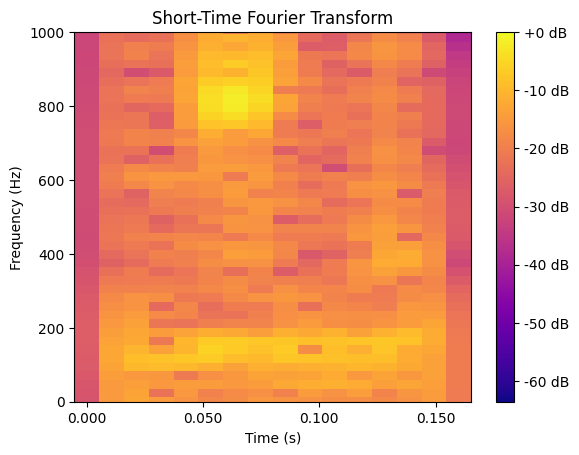 Short-Time Fourier Transform
1000
800
600
400
200
0
Frequency (Hz)
0.000
0.050
0.100
0.150
Time (s)
+0 dB
-10 dB
-20 dB
-30 dB
-40 dB
-50 dB
-60 dB